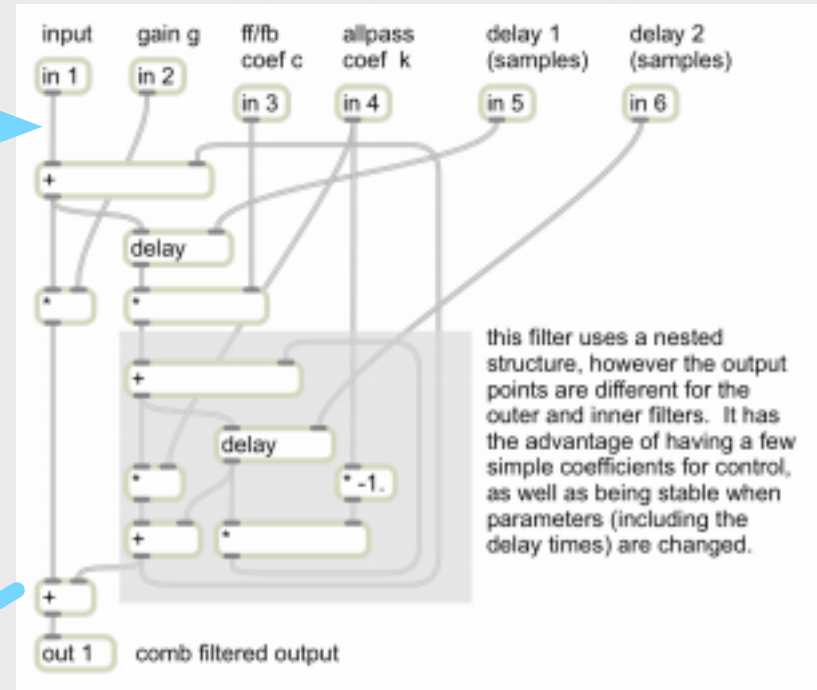 input
gain g
ff/fb
coef c
allpass
coef k
delay 1
(samples)
delay 2
(samples)
in 1
in 2
in 3
in 4
in 5
in 6
+
delay
*
*
+
delay
*
* -1.
+
*
+
out 1
comb filtered output
this filter uses a nested
structure, however the output
points are different for the
outer and inner filters. It has
the advantage of having a few
simple coefficients for control,
as well as being stable when
parameters (including the
delay times) are changed.